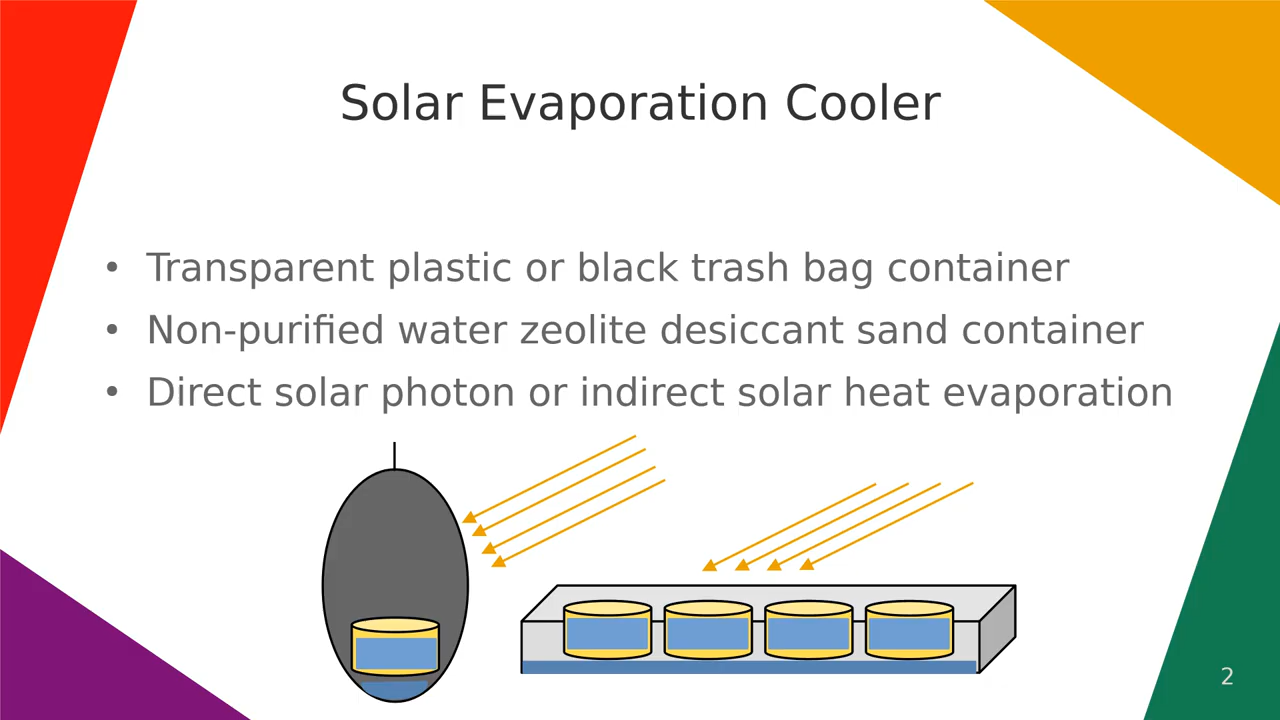 Solar Evaporation Cooler
• Transparent plastic or black trash bag container
• Non-purified water zeolite desiccant sand container
• Direct solar photon or indirect solar heat evaporation
2